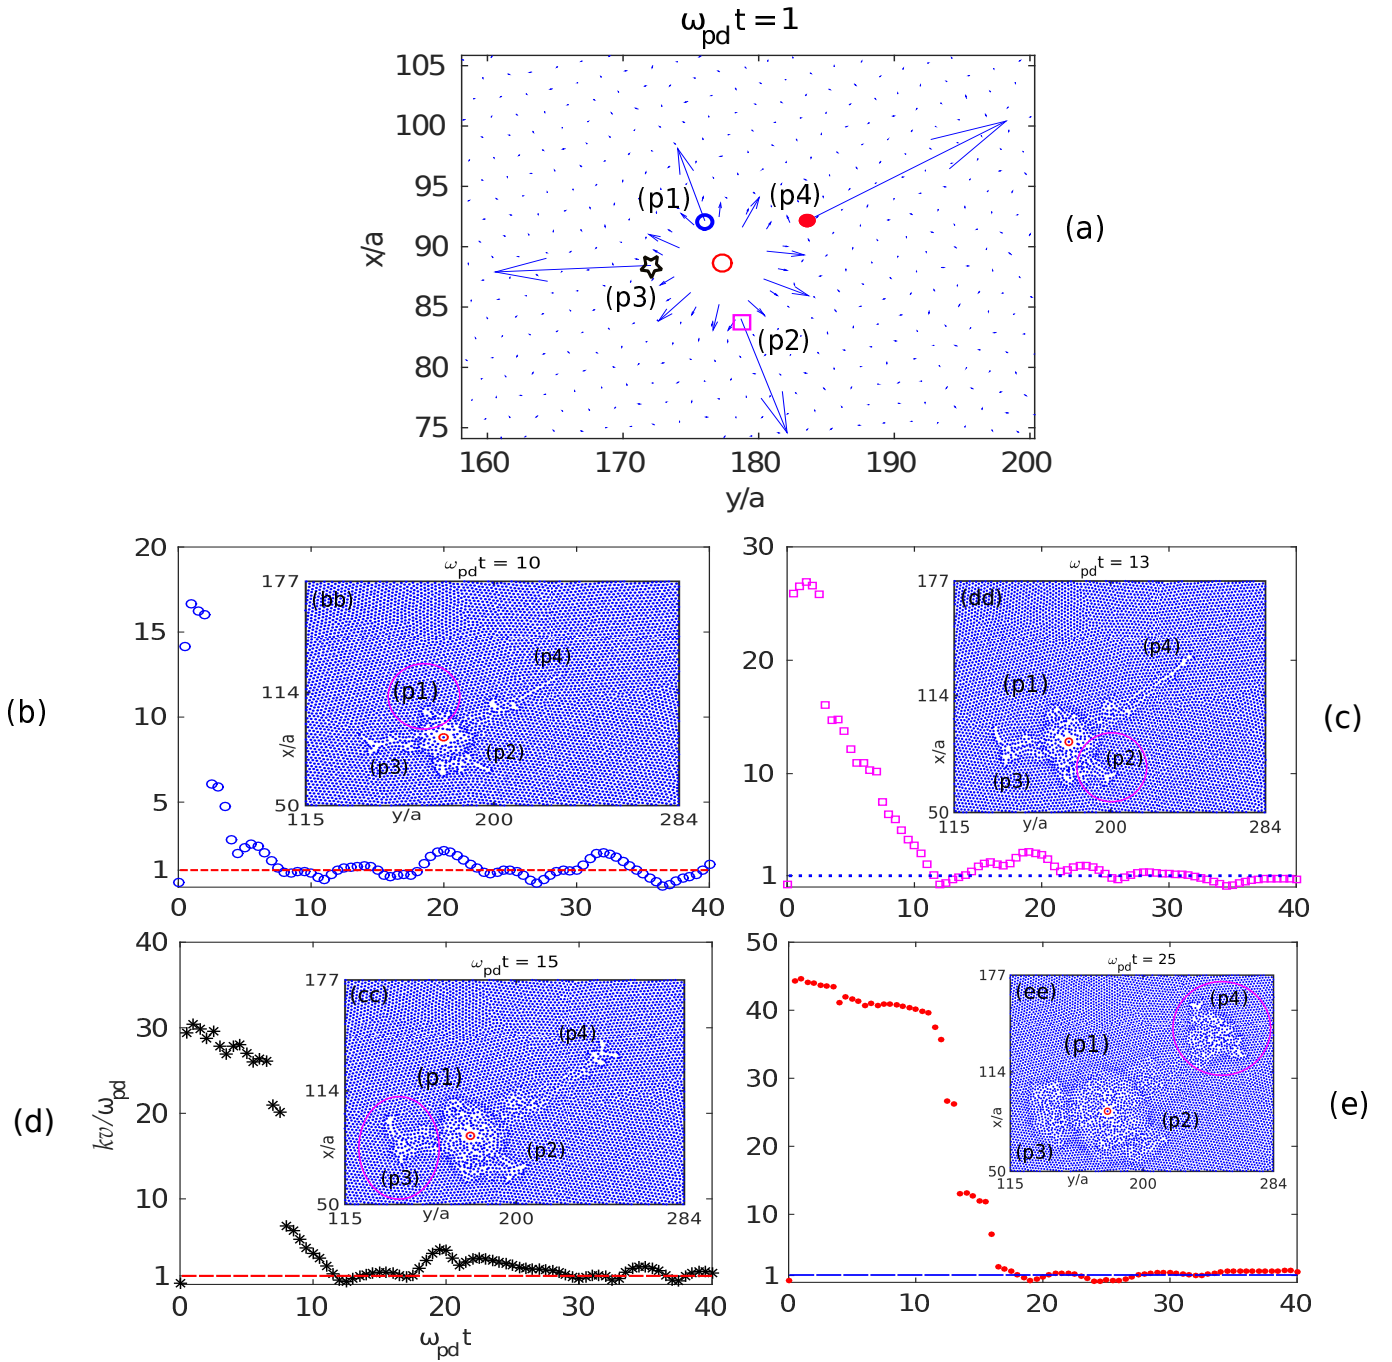 ω_pd t = 1
105
100
95
90
85
80
75
x/a
(p1)
(p4)
(p3)
(p2)
(a)
160 170 180 190 200
y/a
(b)
20
15
10
5
1
0 10 20 30 40
ω_pd t = 10
177
114
50
x/a
(bb)
(p4)
(p1)
(p2)
(p3)
115 y/a 200 284
(c)
30
20
10
1
0 10 20 30 40
ω_pd t = 13
177
114
50
x/a
(dd)
(p4)
(p1)
(p2)
(p3)
115 y/a 200 284
(d)
kv/ω_pd
40
30
20
10
1
0 10 20 30 40
ω_pd t
ω_pd t = 15
177
114
50
x/a
(cc)
(p4)
(p1)
(p2)
(p3)
115 y/a 200 284
(e)
50
40
30
20
10
1
0 10 20 30 40
ω_pd t = 25
177
114
50
x/a
(ee)
(p4)
(p1)
(p2)
(p3)
115 y/a 200 284